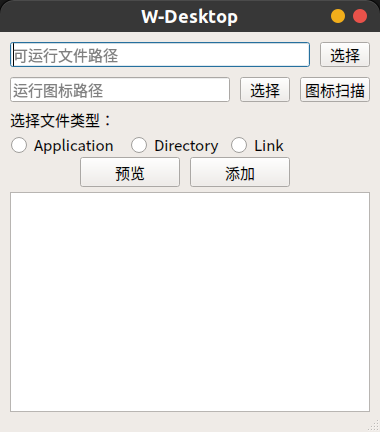 W-Desktop
可运行文件路径 选择
运行图标路径 选择 图标扫描
选择文件类型：
Application Directory Link
预览 添加